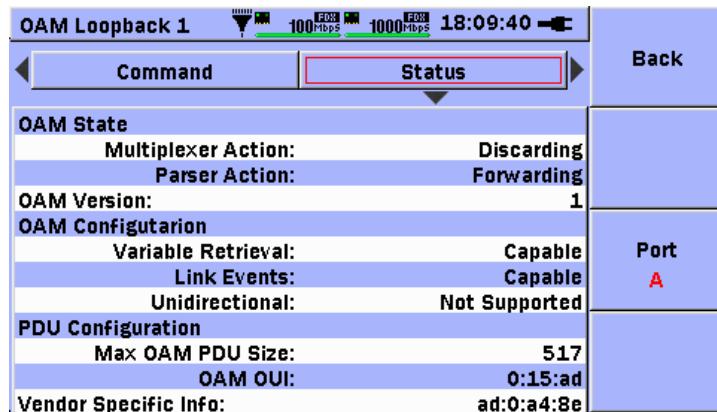 OAM Loopback 1 100 FDX Mbps 1000 FDX Mbps 18:09:40
Back
Command Status
OAM State
Multiplexer Action: Discarding
Parser Action: Forwarding
OAM Version: 1
OAM Configutarion
Variable Retrieval: Capable
Port
Link Events: Capable
A
Unidirectional: Not Supported
PDU Configuration
Max OAM PDU Size: 517
OAM OUI: 0:15:ad
Vendor Specific Info: ad:0:a4:8e